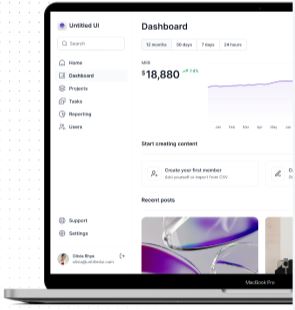 Untitled UI
Search
Home
Dashboard
Projects
Tasks
Reporting
Users
Support
Settings
Olivia Rhye
olivia@untitledui.com
Dashboard
12 months
30 days
7 days
24 hours
MRR
$18,880
7.4%
Jan Feb Mar Apr May
Start creating content
Create your first member
Add yourself or import from CSV
Recent posts
MacBook Pro